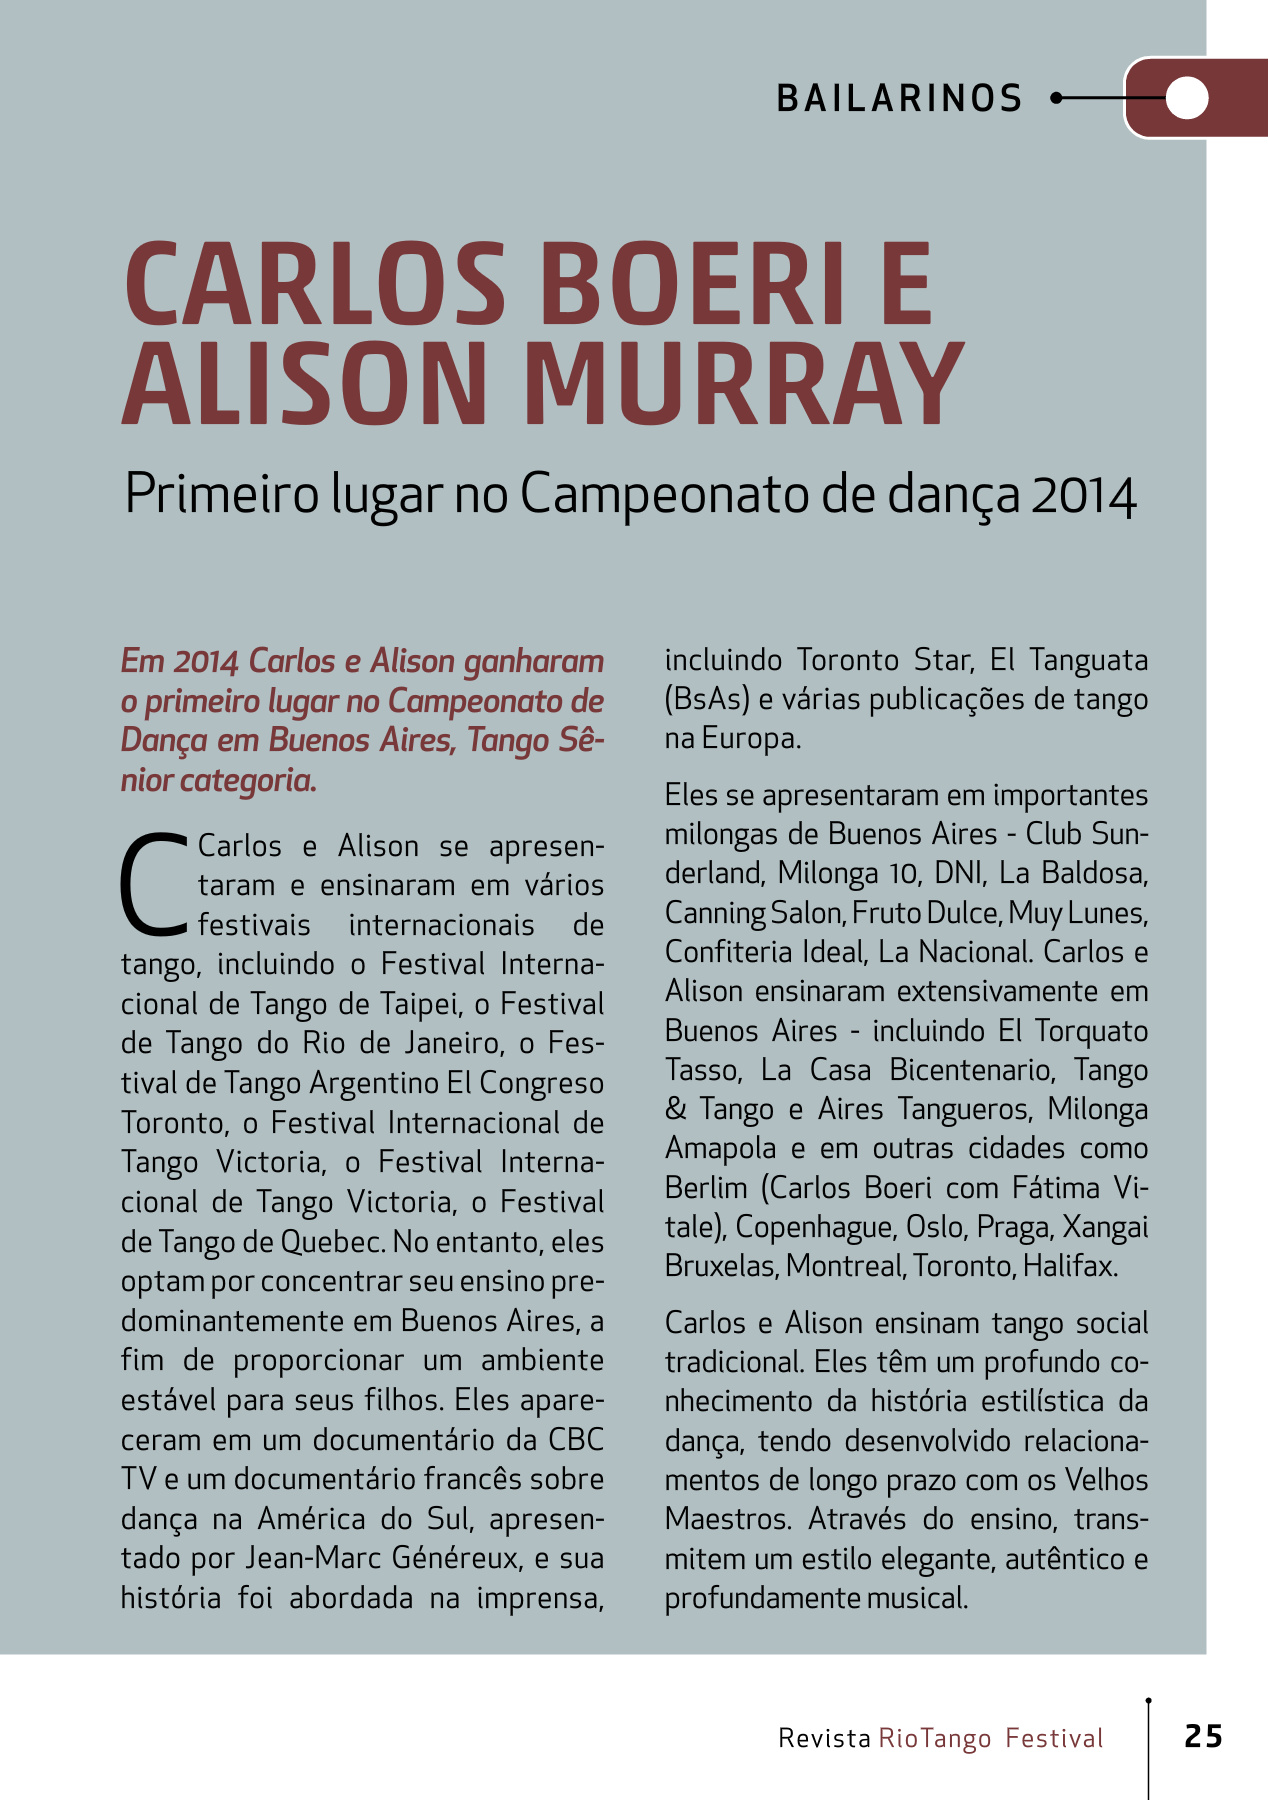 BAILARINOS
CARLOS BOERI E
ALISON MURRAY
Primeiro lugar no Campeonato de dança 2014
Em 2014 Carlos e Alison ganharam
o primeiro lugar no Campeonato de
Dança em Buenos Aires, Tango Sê-
nior categoria.
C Carlos e Alison se apresen-
taram e ensinaram em vários
festivais internacionais de
tango, incluindo o Festival Interna-
cional de Tango de Taipei, o Festival
de Tango do Rio de Janeiro, o Fes-
tival de Tango Argentino El Congreso
Toronto, o Festival Internacional de
Tango Victoria, o Festival Interna-
cional de Tango Victoria, o Festival
de Tango de Quebec. No entanto, eles
optam por concentrar seu ensino pre-
dominantemente em Buenos Aires, a
fim de proporcionar um ambiente
estável para seus filhos. Eles apare-
ceram em um documentário da CBC
TV e um documentário francês sobre
dança na América do Sul, apresen-
tado por Jean-Marc Généreux, e sua
história foi abordada na imprensa,
incluindo Toronto Star, El Tanguata
(BsAs) e várias publicações de tango
na Europa.
Eles se apresentaram em importantes
milongas de Buenos Aires - Club Sun-
derland, Milonga 10, DNI, La Baldosa,
Canning Salon, Fruto Dulce, Muy Lunes,
Confiteria Ideal, La Nacional. Carlos e
Alison ensinaram extensivamente em
Buenos Aires - incluindo El Torquato
Tasso, La Casa Bicentenario, Tango
& Tango e Aires Tangueros, Milonga
Amapola e em outras cidades como
Berlim (Carlos Boeri com Fátima Vi-
tale), Copenhague, Oslo, Praga, Xangai
Bruxelas, Montreal, Toronto, Halifax.
Carlos e Alison ensinam tango social
tradicional. Eles têm um profundo co-
nhecimento da história estilística da
dança, tendo desenvolvido relaciona-
mentos de longo prazo com os Velhos
Maestros. Através do ensino, trans-
mitem um estilo elegante, autêntico e
profundamente musical.
Revista RioTango Festival
25